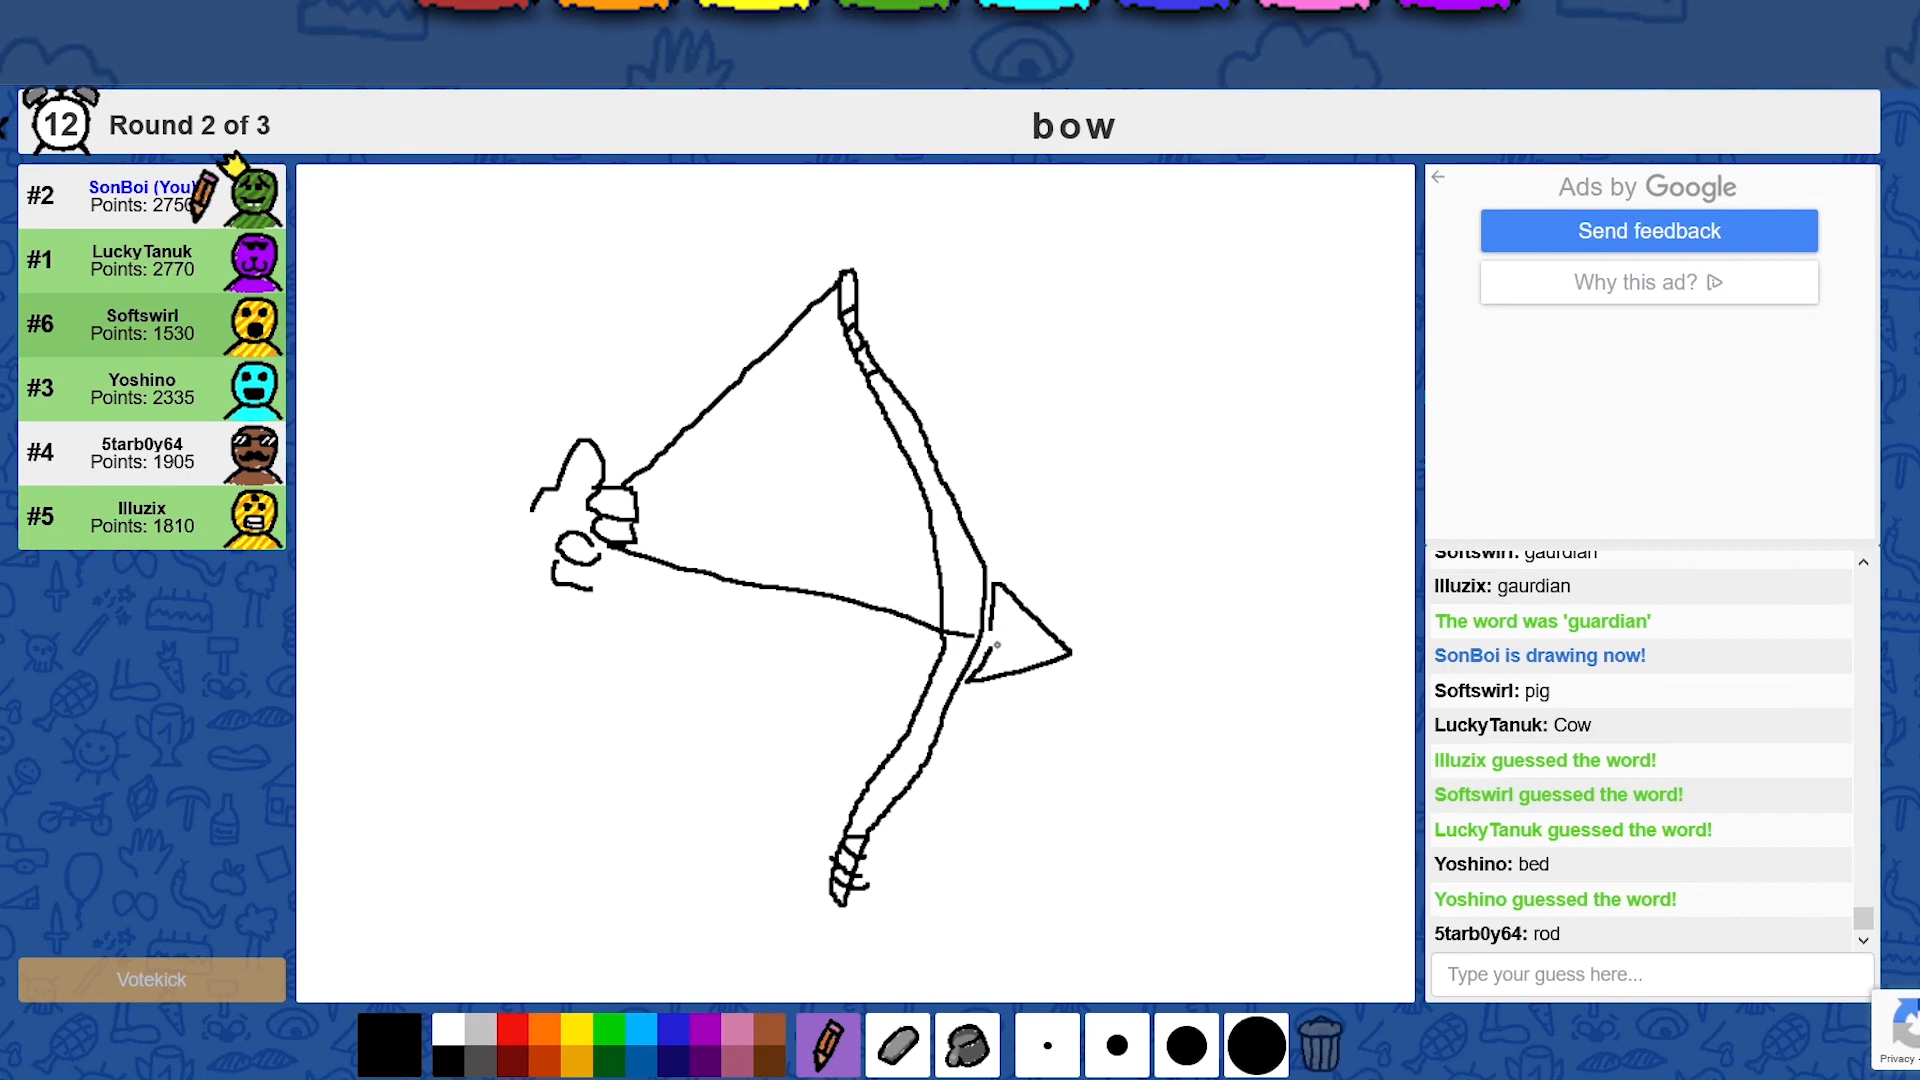 12 Round 2 of 3
bow
#2 SonBoi (You)
Points: 2750
#1 LuckyTanuk
Points: 2770
#6 Softswirl
Points: 1530
#3 Yoshino
Points: 2335
#4 5tarb0y64
Points: 1905
#5 Illuzix
Points: 1810
Votekick
Ads by Google
Send feedback
Why this ad?
Softswirl: gaurdian
Illuzix: gaurdian
The word was 'guardian'
SonBoi is drawing now!
Softswirl: pig
LuckyTanuk: Cow
Illuzix guessed the word!
Softswirl guessed the word!
LuckyTanuk guessed the word!
Yoshino: bed
Yoshino guessed the word!
5tarb0y64: rod
Type your guess here...
Privacy -